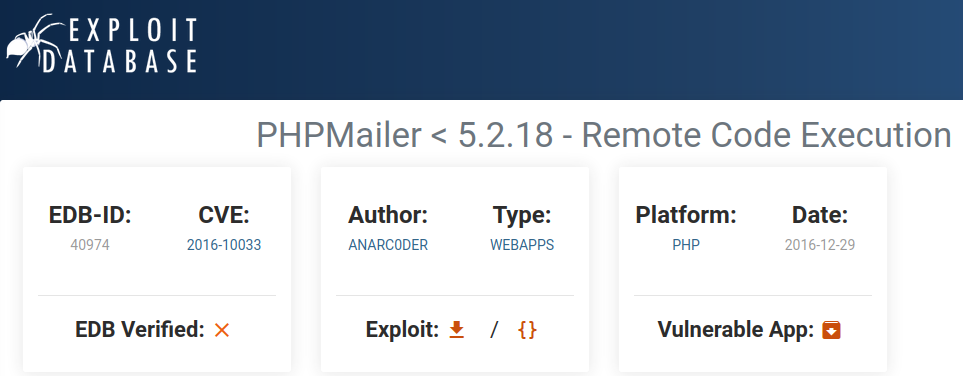 EXPLOIT
DATABASE
PHPMailer < 5.2.18 - Remote Code Execution
EDB-ID:
40974
CVE:
2016-10033
EDB Verified:
Author:
ANARC0DER
Type:
WEBAPPS
Exploit: / {}
Platform:
PHP
Date:
2016-12-29
Vulnerable App: